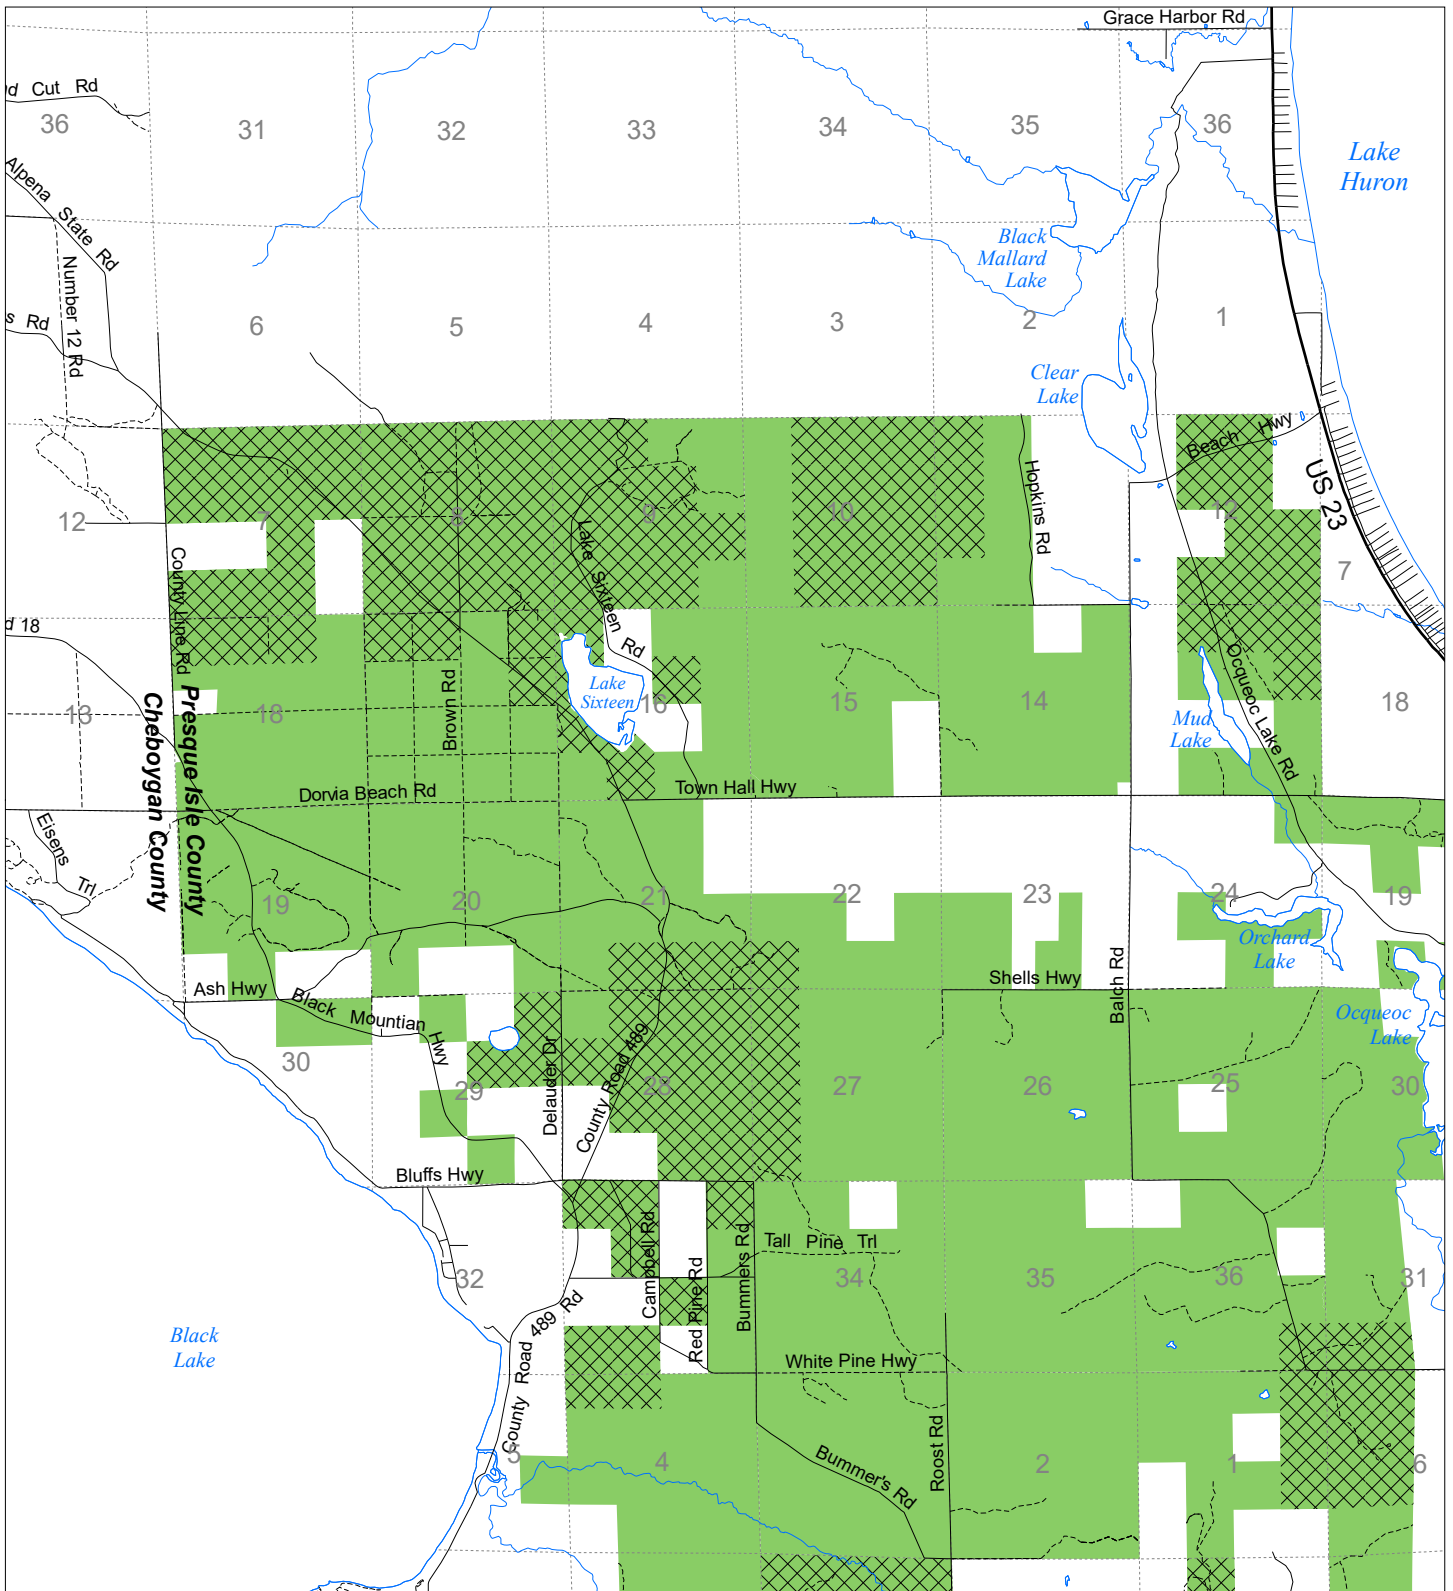 Grace Harbor Rd
d Cut Rd
36
31
32
33
34
35
36
Lake
Huron
Alpena State Rd
Number 12 Rd
s Rd
Black
Mallard
Lake
6
5
4
3
2
1
Clear
Lake
Beach Hwy
US 23
12
7
8
9
10
Hopkins Rd
12
7
Lake Sixteen Rd
County Line Rd
d 18
Brown Rd
Lake
Sixteen
Ocqueoc Lake Rd
13
18
16
15
14
Mud
Lake
18
Presque Isle County
Cheboygan County
Dorvia Beach Rd
Town Hall Hwy
Eisens Trl
19
20
21
22
23
24
19
Orchard
Lake
Ash Hwy
Shells Hwy
Balch Rd
Black Mountian Hwy
Ocqueoc
Lake
Delauder Dr
County Road 489
30
29
28
27
26
25
30
Bluffs Hwy
Campbell Rd
Red Pine Rd
Bummers Rd
Tall Pine Trl
32
34
35
36
31
Black
Lake
County Road 489 Rd
White Pine Hwy
Roost Rd
Bummer's Rd
5
4
2
1
6